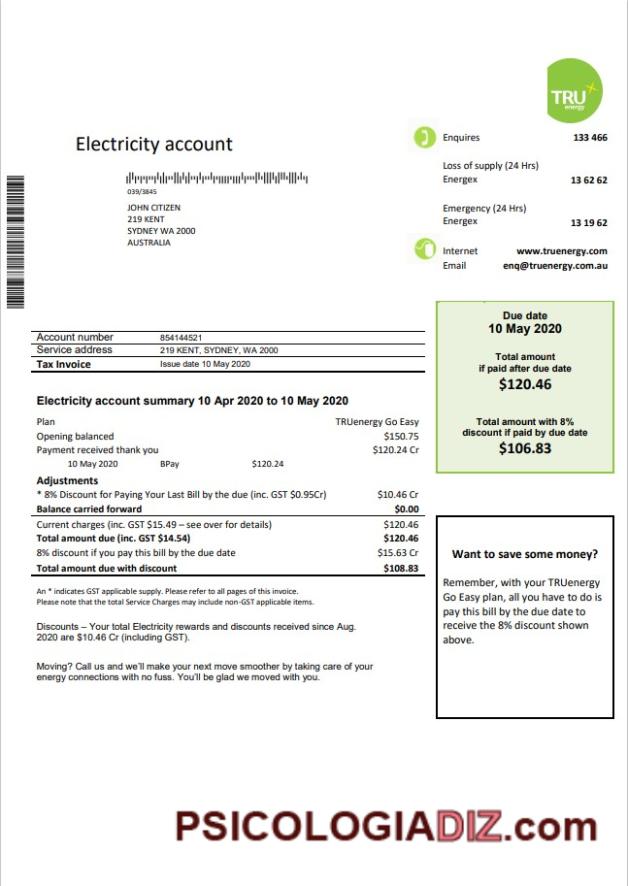 TRU
energy
Electricity account
Enquires 133 466
Loss of supply (24 Hrs)
Energex 13 62 62
Emergency (24 Hrs)
Energex 13 19 62
Internet www.truenergy.com
Email enq@truenergy.com.au
039/3845
JOHN CITIZEN
219 KENT
SYDNEY WA 2000
AUSTRALIA
Account number 854144521
Service address 219 KENT, SYDNEY, WA 2000
Tax Invoice Issue date 10 May 2020
Due date
10 May 2020
Total amount
if paid after due date
$120.46
Total amount with 8%
discount if paid by due date
$106.83
Electricity account summary 10 Apr 2020 to 10 May 2020
Plan TRUenergy Go Easy
Opening balanced $150.75
Payment received thank you $120.24 Cr
10 May 2020 BPay $120.24
Adjustments
* 8% Discount for Paying Your Last Bill by the due (inc. GST $0.95Cr) $10.46 Cr
Balance carried forward $0.00
Current charges (inc. GST $15.49 – see over for details) $120.46
Total amount due (inc. GST $14.54) $120.46
8% discount if you pay this bill by the due date $15.63 Cr
Total amount due with discount $108.83
An * indicates GST applicable supply. Please refer to all pages of this invoice.
Please note that the total Service Charges may include non-GST applicable items.
Discounts – Your total Electricity rewards and discounts received since Aug.
2020 are $10.46 Cr (including GST).
Moving? Call us and we'll make your next move smoother by taking care of your
energy connections with no fuss. You'll be glad we moved with you.
Want to save some money?
Remember, with your TRUenergy
Go Easy plan, all you have to do is
pay this bill by the due date to
receive the 8% discount shown
above.
PSICOLOGIADIZ.com